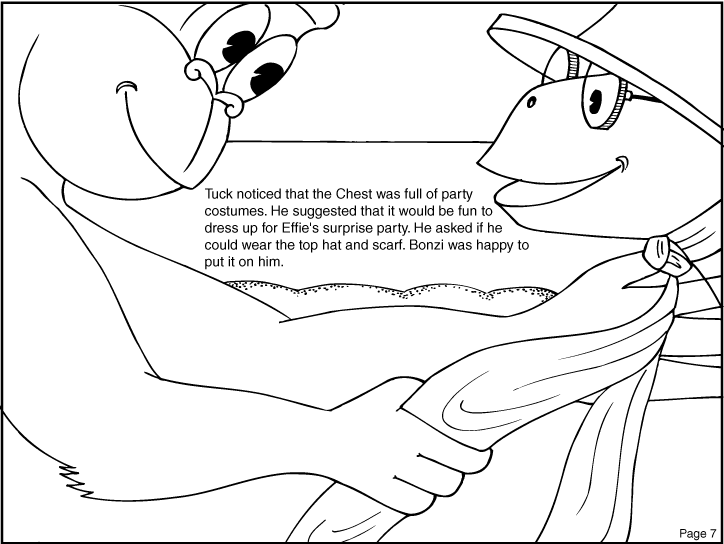 Tuck noticed that the Chest was full of party
costumes. He suggested that it would be fun to
dress up for Effie's surprise party. He asked if he
could wear the top hat and scarf. Bonzi was happy to
put it on him.
Page 7